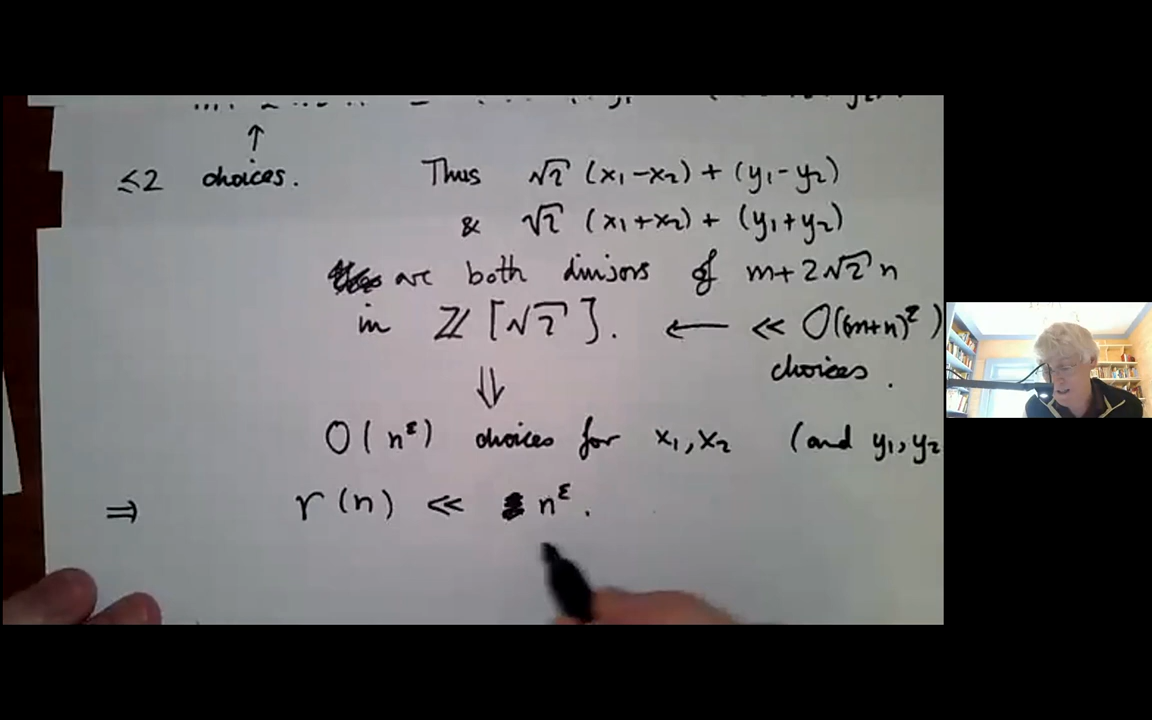 ↑
≤2 choices. Thus √2 (x₁-x₂) + (y₁-y₂)
& √2 (x₁+x₂) + (y₁+y₂)
are both divisors of m+2√2 n
in ℤ[√2]. ← ≪ O((m+n)^ε)
choices.
⇓
O(n^ε) choices for x₁, x₂ (and y₁, y₂
⇒ r(n) ≪ n^ε.